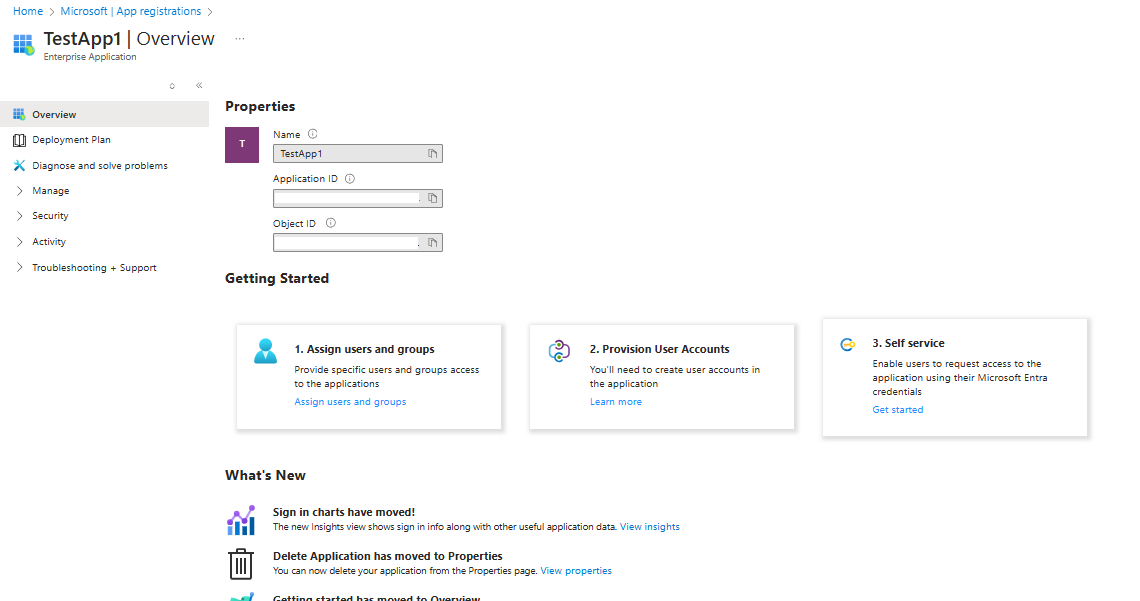 Home > Microsoft | App registrations >
TestApp1 | Overview ...
Enterprise Application
Overview
Deployment Plan
Diagnose and solve problems
Manage
Security
Activity
Troubleshooting + Support
Properties
T
Name
TestApp1
Application ID
Object ID
Getting Started
1. Assign users and groups
Provide specific users and groups access
to the applications
Assign users and groups
2. Provision User Accounts
You'll need to create user accounts in
the application
Learn more
3. Self service
Enable users to request access to the
application using their Microsoft Entra
credentials
Get started
What's New
Sign in charts have moved!
The new Insights view shows sign in info along with other useful application data. View insights
Delete Application has moved to Properties
You can now delete your application from the Properties page. View properties
Getting started has moved to Overview